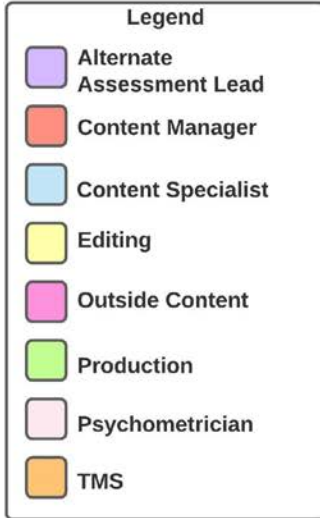 Legend
Alternate
Assessment Lead
Content Manager
Content Specialist
Editing
Outside Content
Production
Psychometrician
TMS